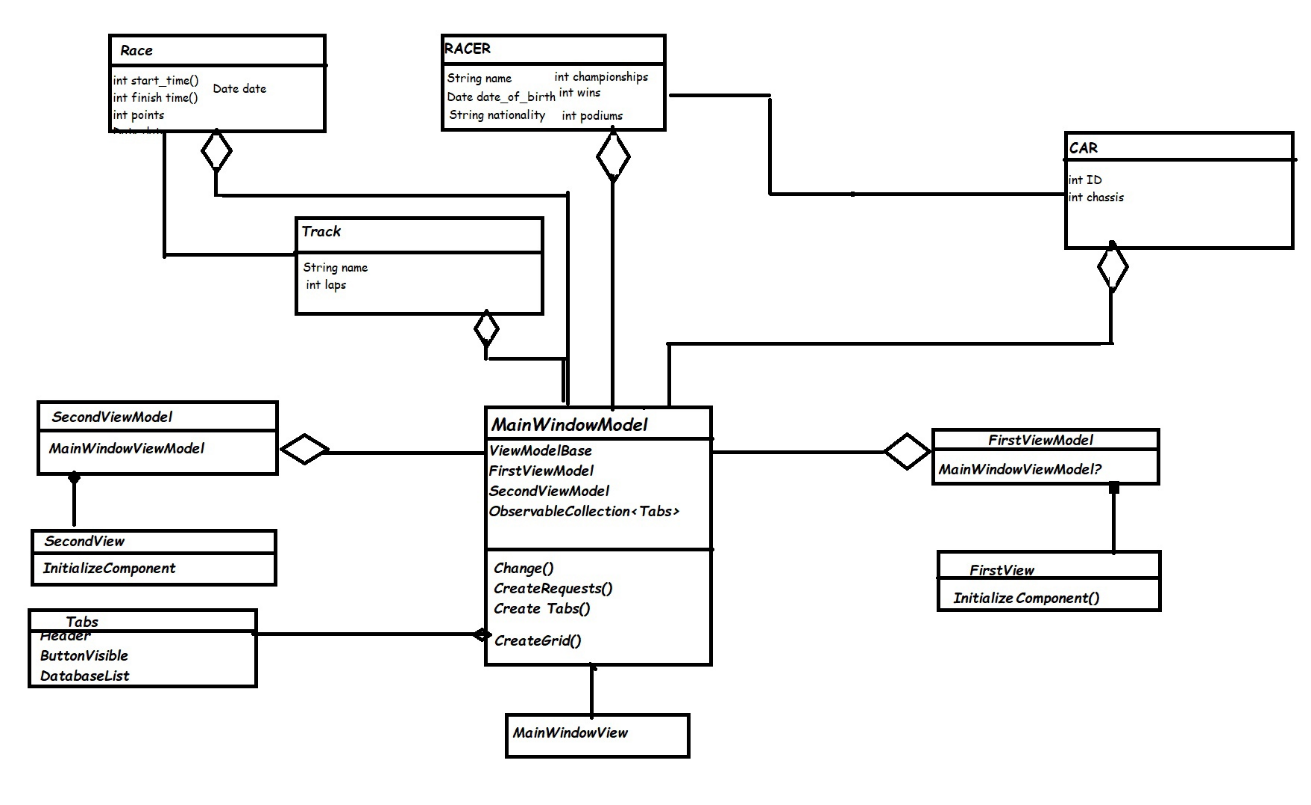 Race
int start_time()
int finish time()
int points
Date date
RACER
String name
Date date_of_birth
String nationality
int championships
int wins
int podiums
CAR
int ID
int chassis
Track
String name
int laps
SecondViewModel
MainWindowViewModel
MainWindowModel
ViewModelBase
FirstViewModel
SecondViewModel
ObservableCollection<Tabs>
Change()
CreateRequests()
Create Tabs()
CreateGrid()
FirstViewModel
MainWindowViewModel?
SecondView
InitializeComponent
FirstView
Initialize Component()
Tabs
Header
ButtonVisible
DatabaseList
MainWindowView